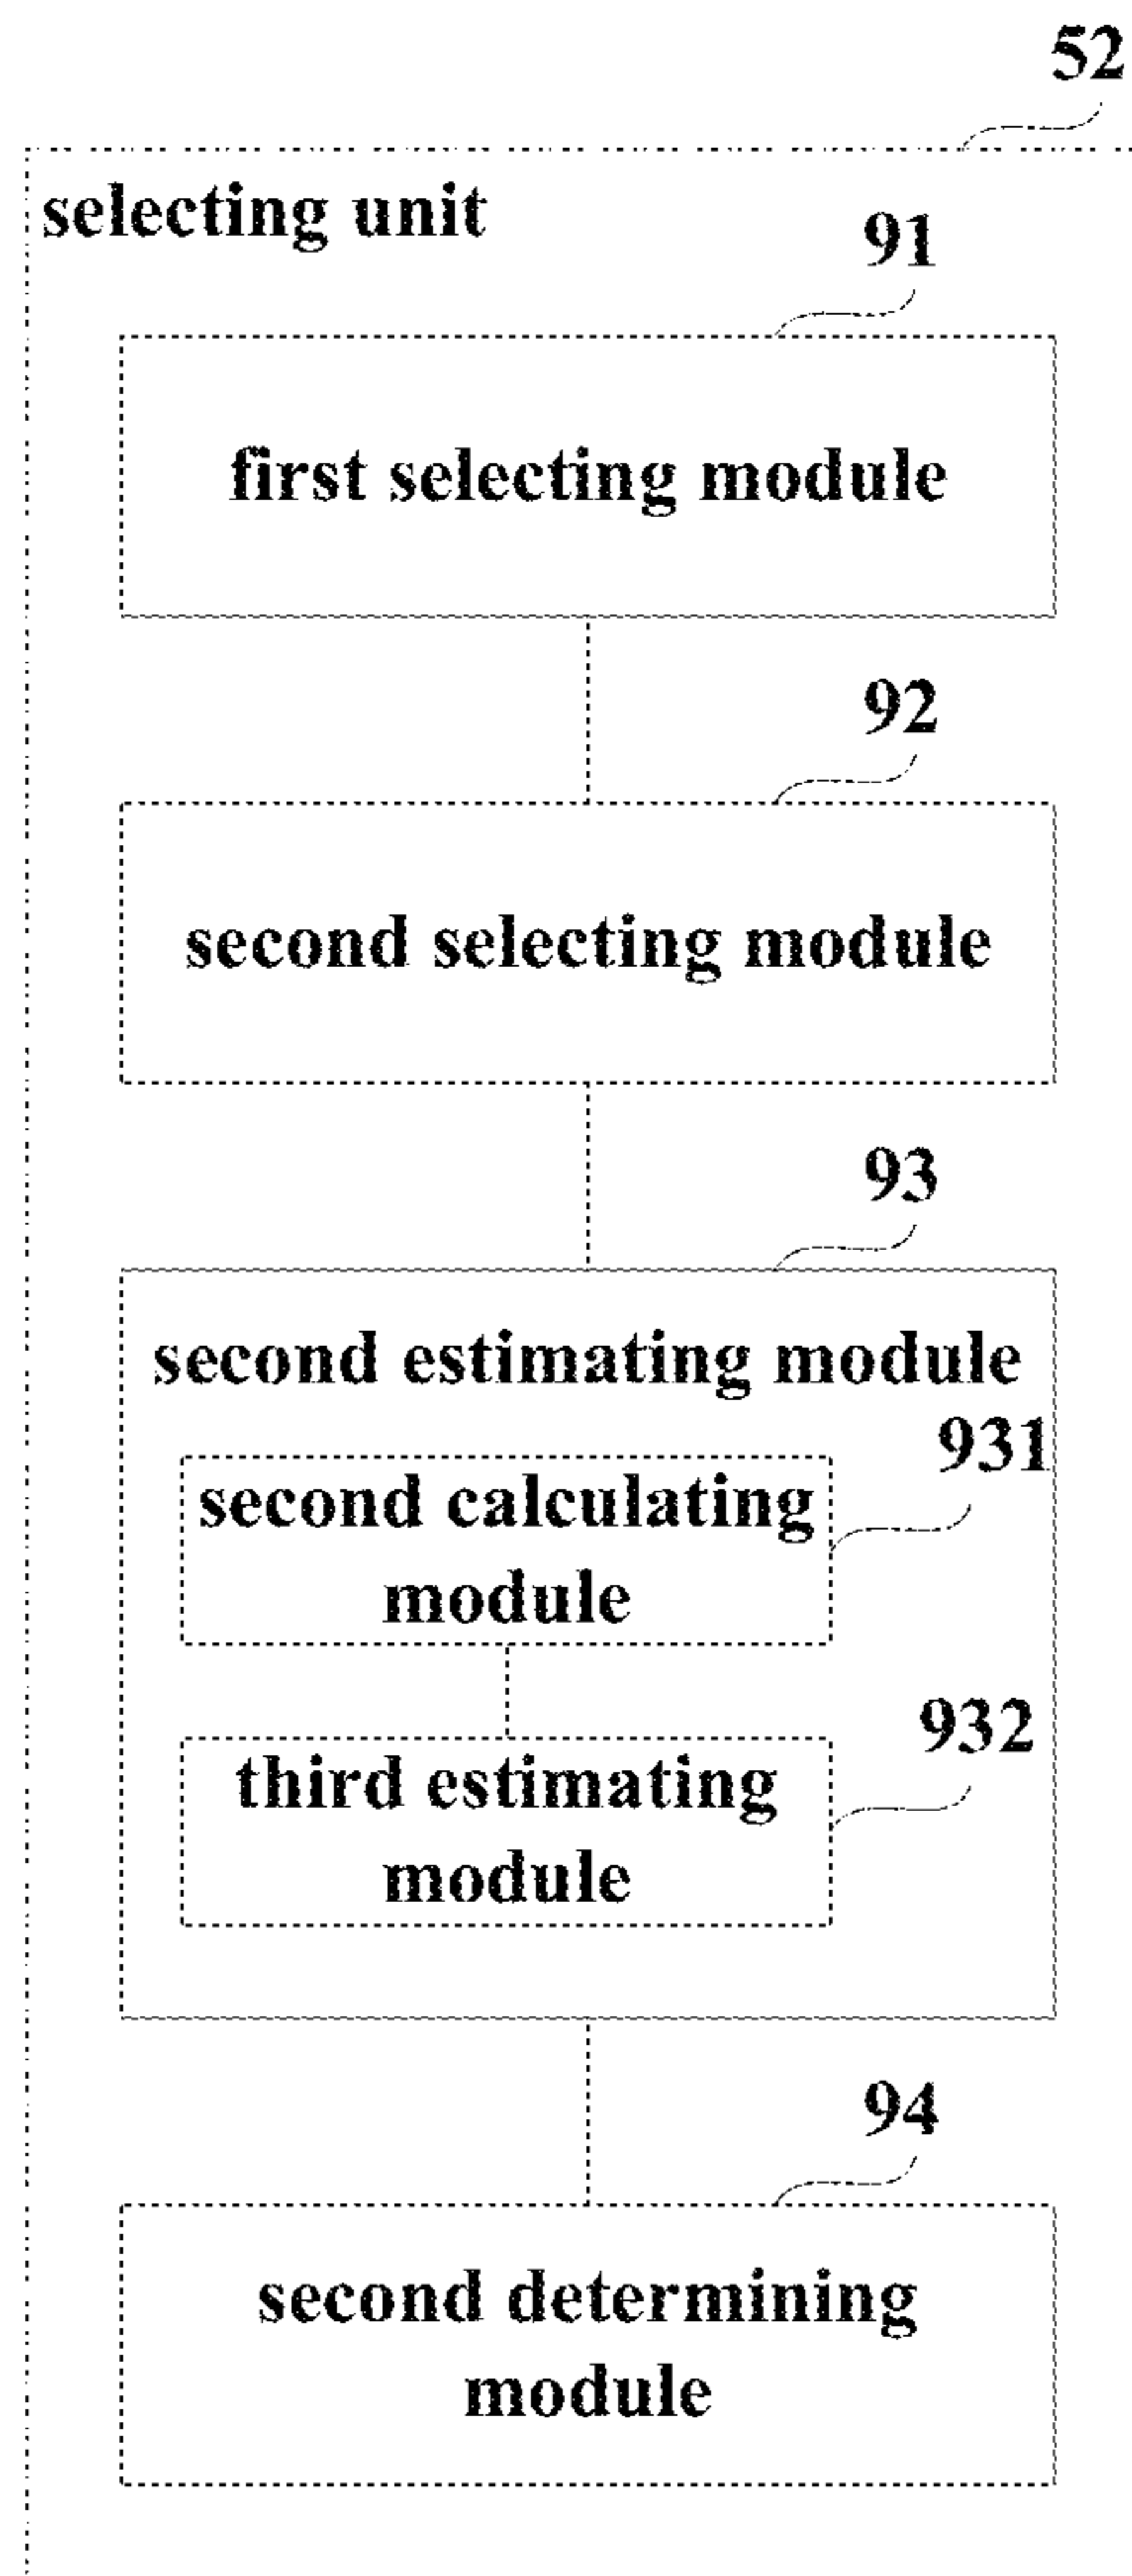 52
selecting unit
91
first selecting module
92
second selecting module
93
second estimating module
931
second calculating
module
932
third estimating
module
94
second determining
module